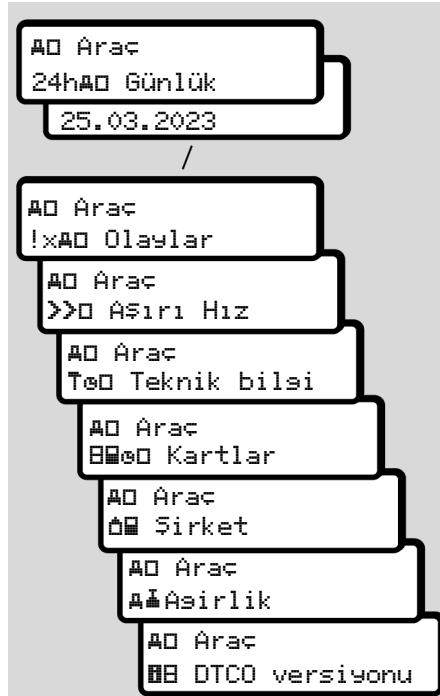 Araç
24h Günlük
25.03.2023
/
Araç
!x Olaylar
Araç
>> Aşırı Hız
Araç
Teknik bilgi
Araç
Kartlar
Araç
Şirket
Araç
Agirlik
Araç
DTCO versiyonu